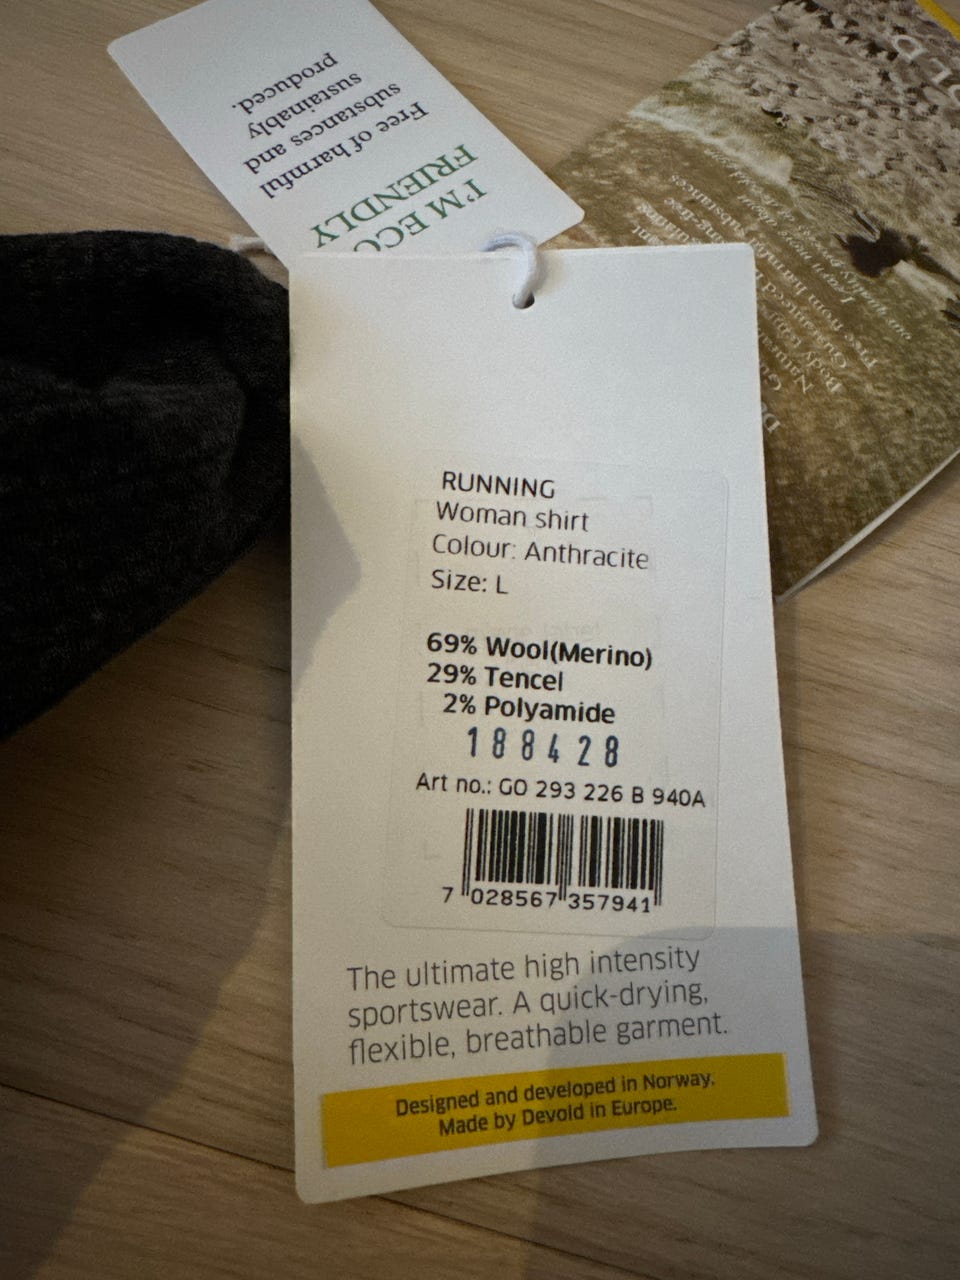 I'M ECO
FRIENDLY
Free of harmful
substances and
sustainably
produced.
RUNNING
Woman shirt
Colour: Anthracite
Size: L
69% Wool(Merino)
29% Tencel
2% Polyamide
188428
Art no.: GO 293 226 B 940A
7 028567 357941
The ultimate high intensity
sportswear. A quick-drying,
flexible, breathable garment.
Designed and developed in Norway.
Made by Devold in Europe.